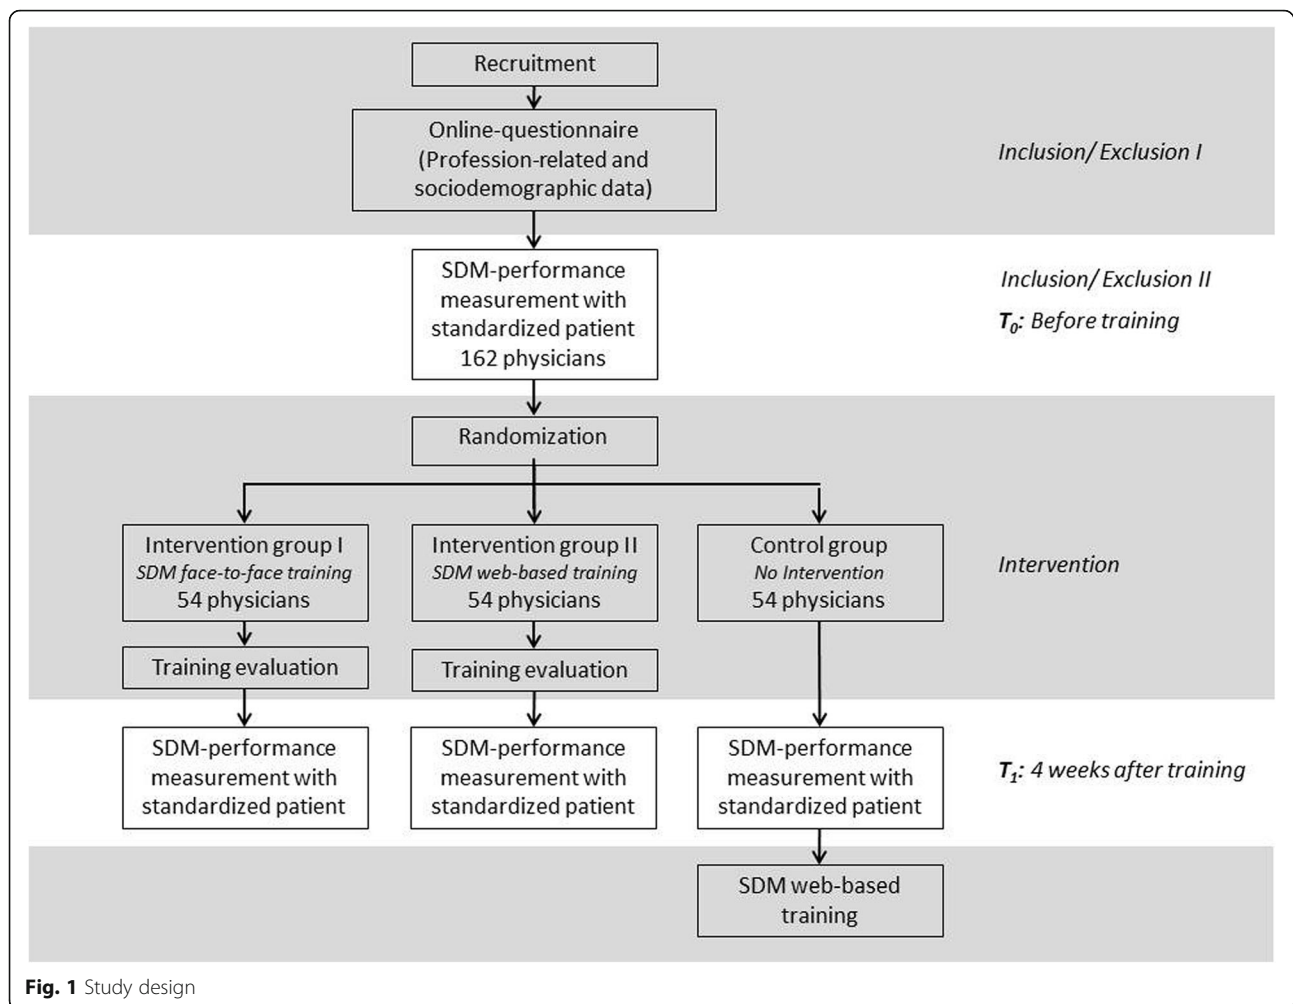 Recruitment
Online-questionnaire
(Profession-related and
sociodemographic data)
Inclusion/ Exclusion I
SDM-performance
measurement with
standardized patient
162 physicians
Inclusion/ Exclusion II
T0: Before training
Randomization
Intervention group I
SDM face-to-face training
54 physicians
Intervention group II
SDM web-based training
54 physicians
Control group
No Intervention
54 physicians
Intervention
Training evaluation
Training evaluation
SDM-performance
measurement with
standardized patient
SDM-performance
measurement with
standardized patient
SDM-performance
measurement with
standardized patient
T1: 4 weeks after training
SDM web-based
training
Fig. 1 Study design